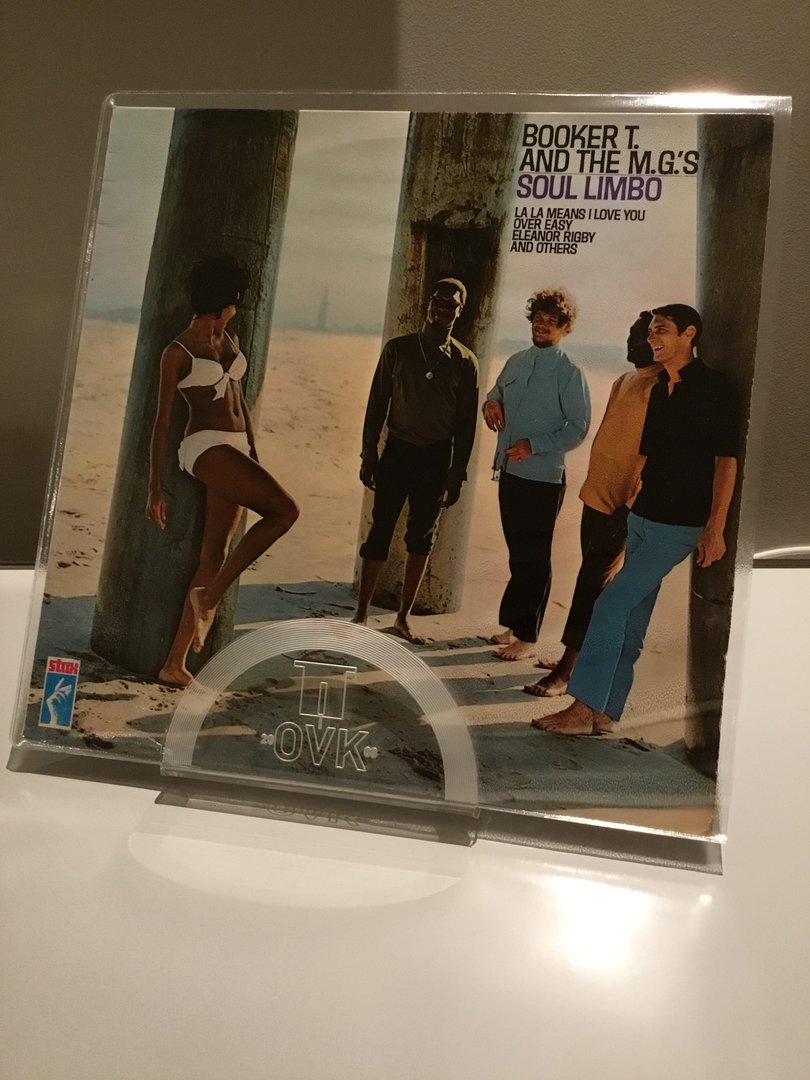 BOOKER T.
AND THE M.G.'S
SOUL LIMBO
LA LA MEANS I LOVE YOU
OVER EASY
ELEANOR RIGBY
AND OTHERS
stax
OVK